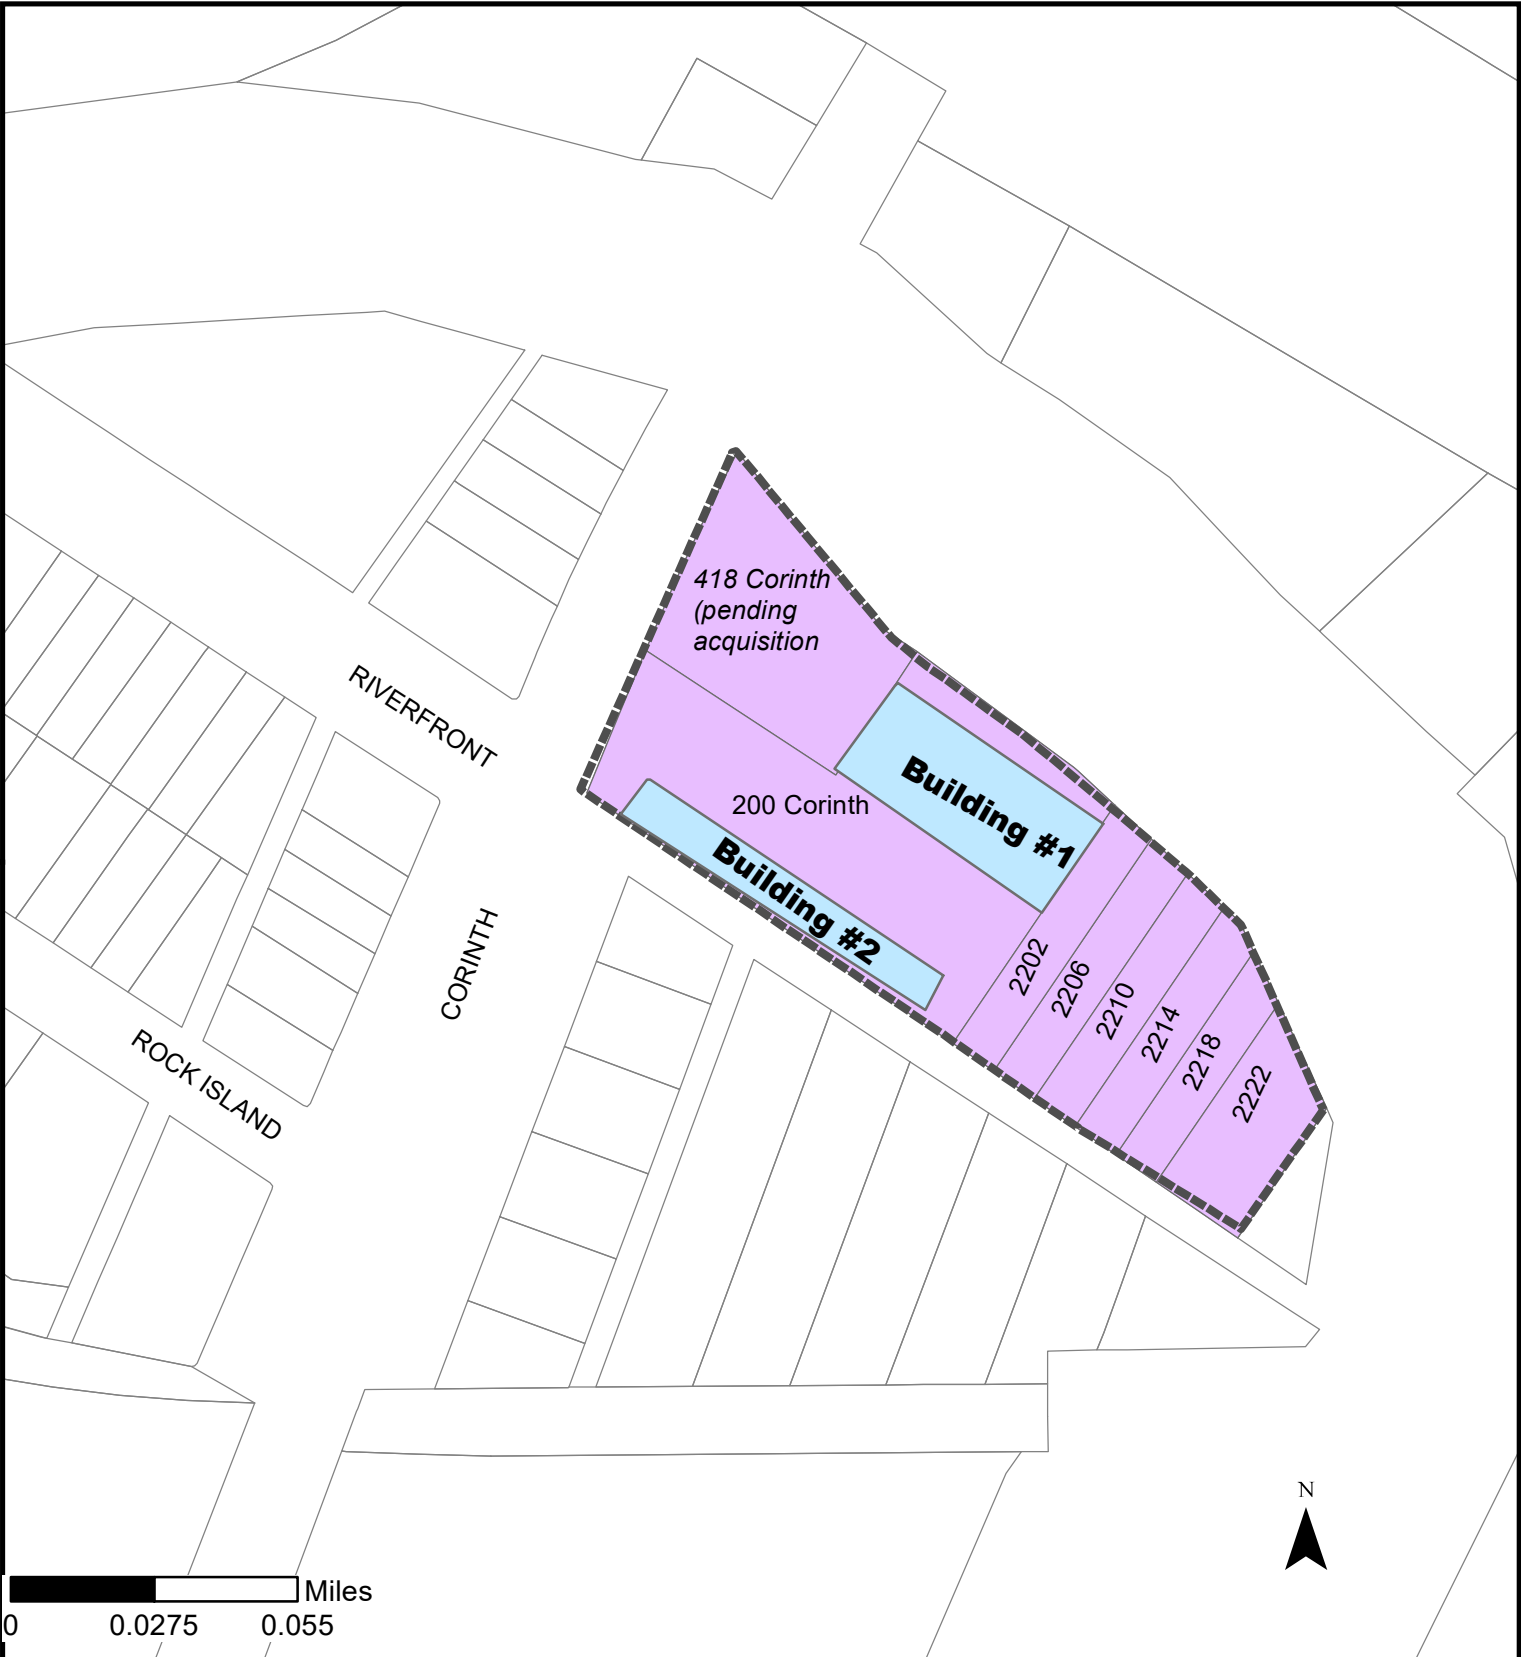 418 Corinth
(pending
acquisition
RIVERFRONT
Building #1
200 Corinth
Building #2
CORINTH
2202
2206
2210
2214
2218
2222
ROCK ISLAND
N
Miles
0 0.0275 0.055